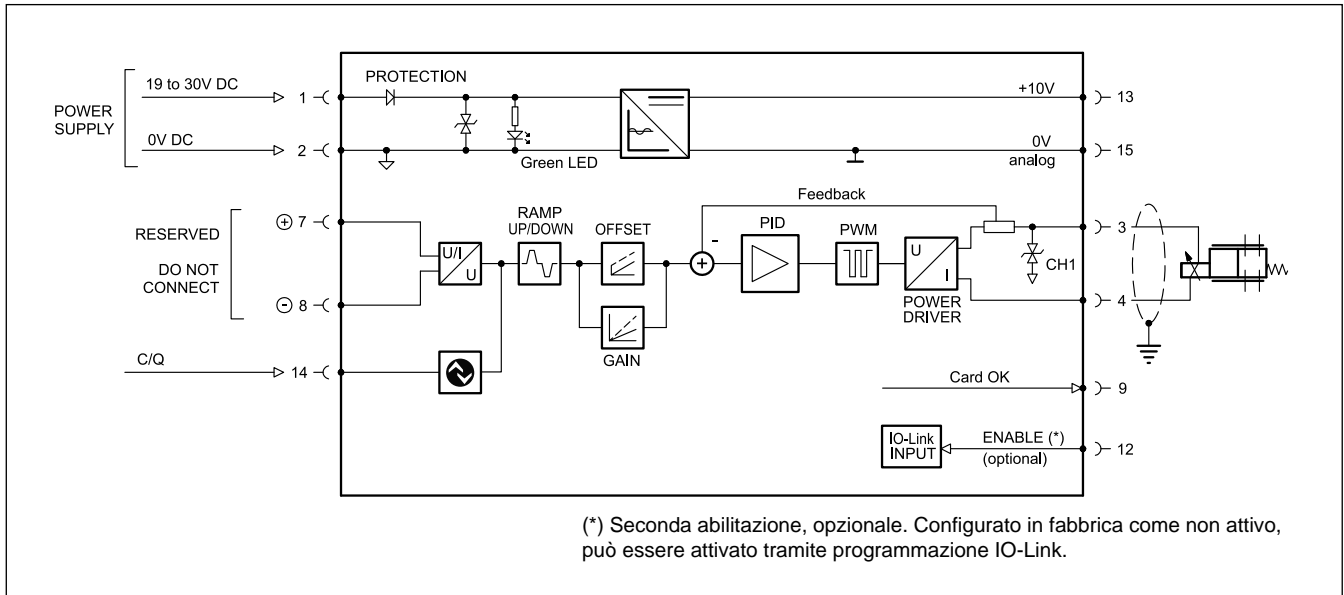 POWER
SUPPLY
19 to 30V DC
1
0V DC
2
PROTECTION
Green LED
+10V
13
0V
analog
15
RESERVED
DO NOT
CONNECT
+ 7
- 8
C/Q
14
U/I
U
RAMP
UP/DOWN
OFFSET
GAIN
+
-
Feedback
PID
PWM
U
I
POWER
DRIVER
CH1
3
4
Card OK
9
IO-Link
INPUT
ENABLE (*)
(optional)
12
(*) Seconda abilitazione, opzionale. Configurato in fabbrica come non attivo,
può essere attivato tramite programmazione IO-Link.